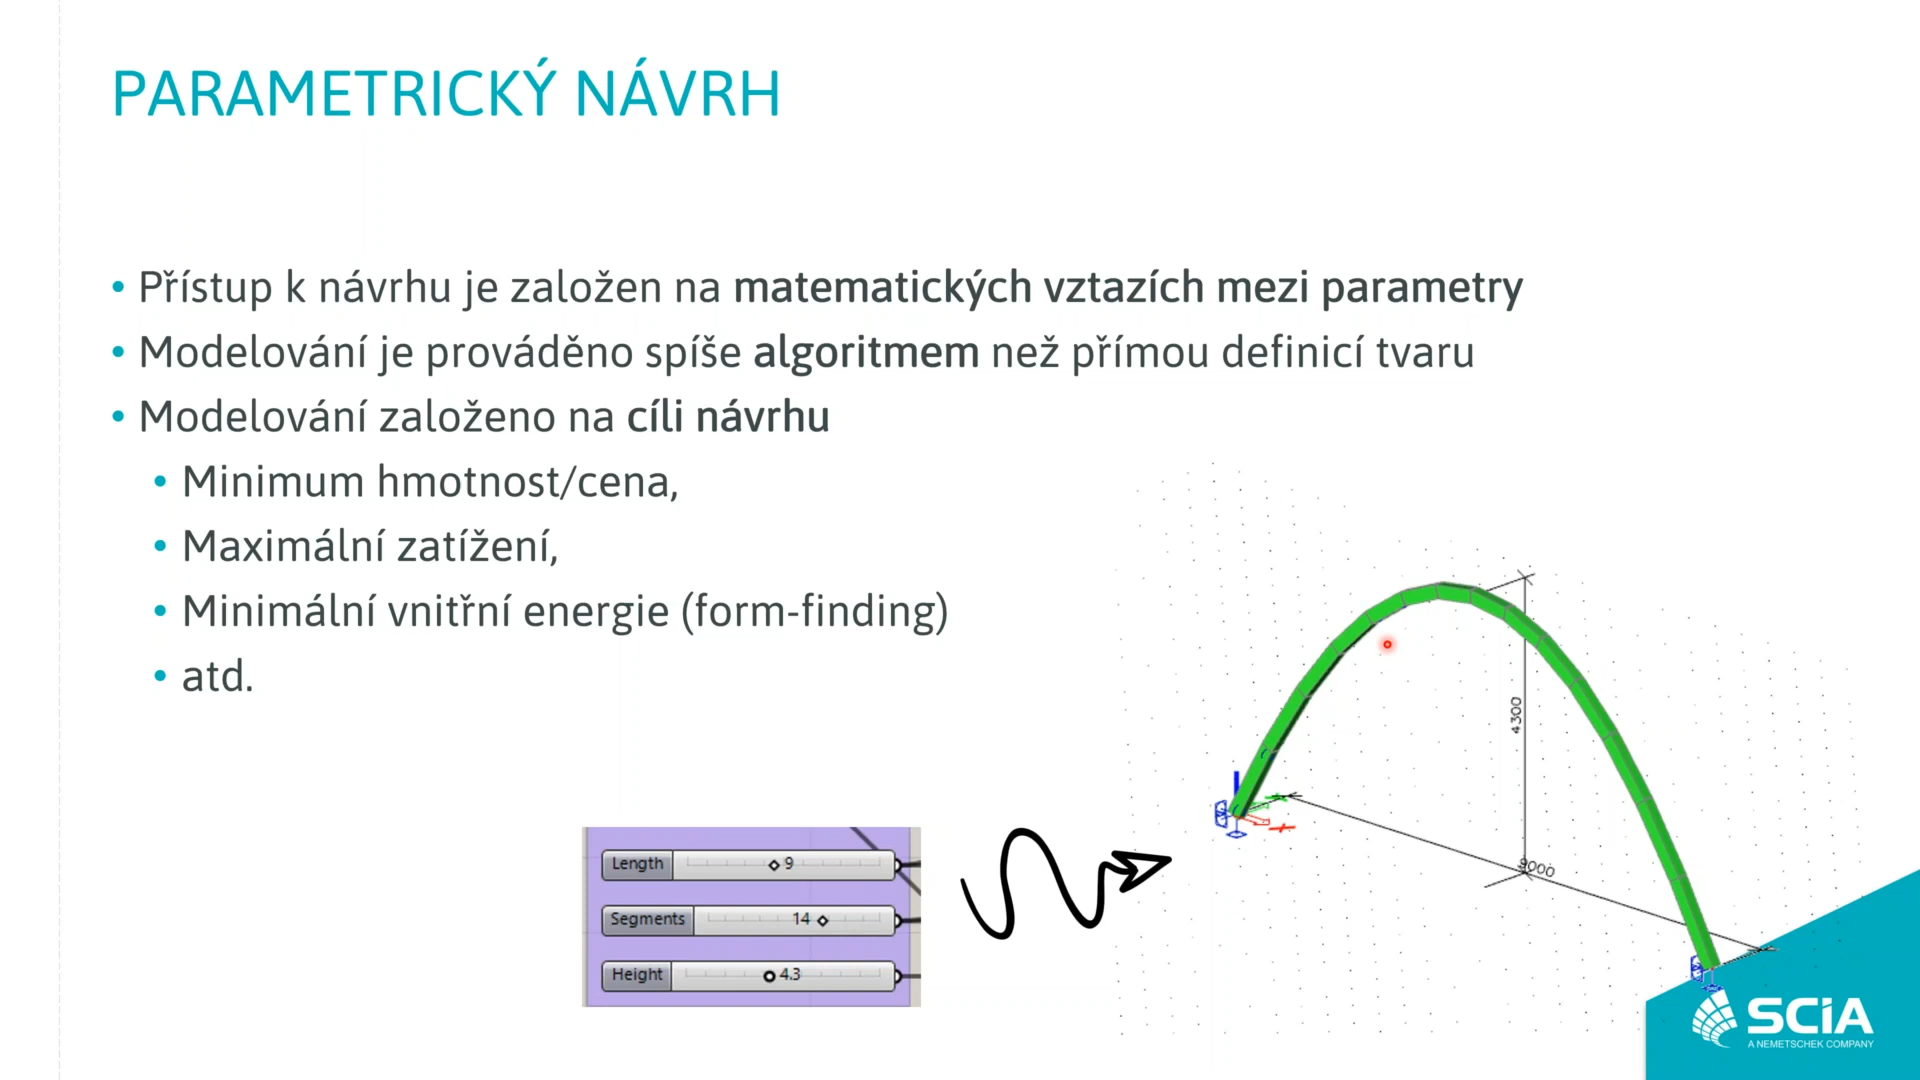 PARAMETRICKÝ NÁVRH
• Přístup k návrhu je založen na matematických vztazích mezi parametry
• Modelování je prováděno spíše algoritmem než přímou definicí tvaru
• Modelování založeno na cíli návrhu
• Minimum hmotnost/cena,
• Maximální zatížení,
• Minimální vnitřní energie (form-finding)
• atd.
4300
9000
Length 9
Segments 14
Height 4.3
SCIA
A NEMETSCHEK COMPANY